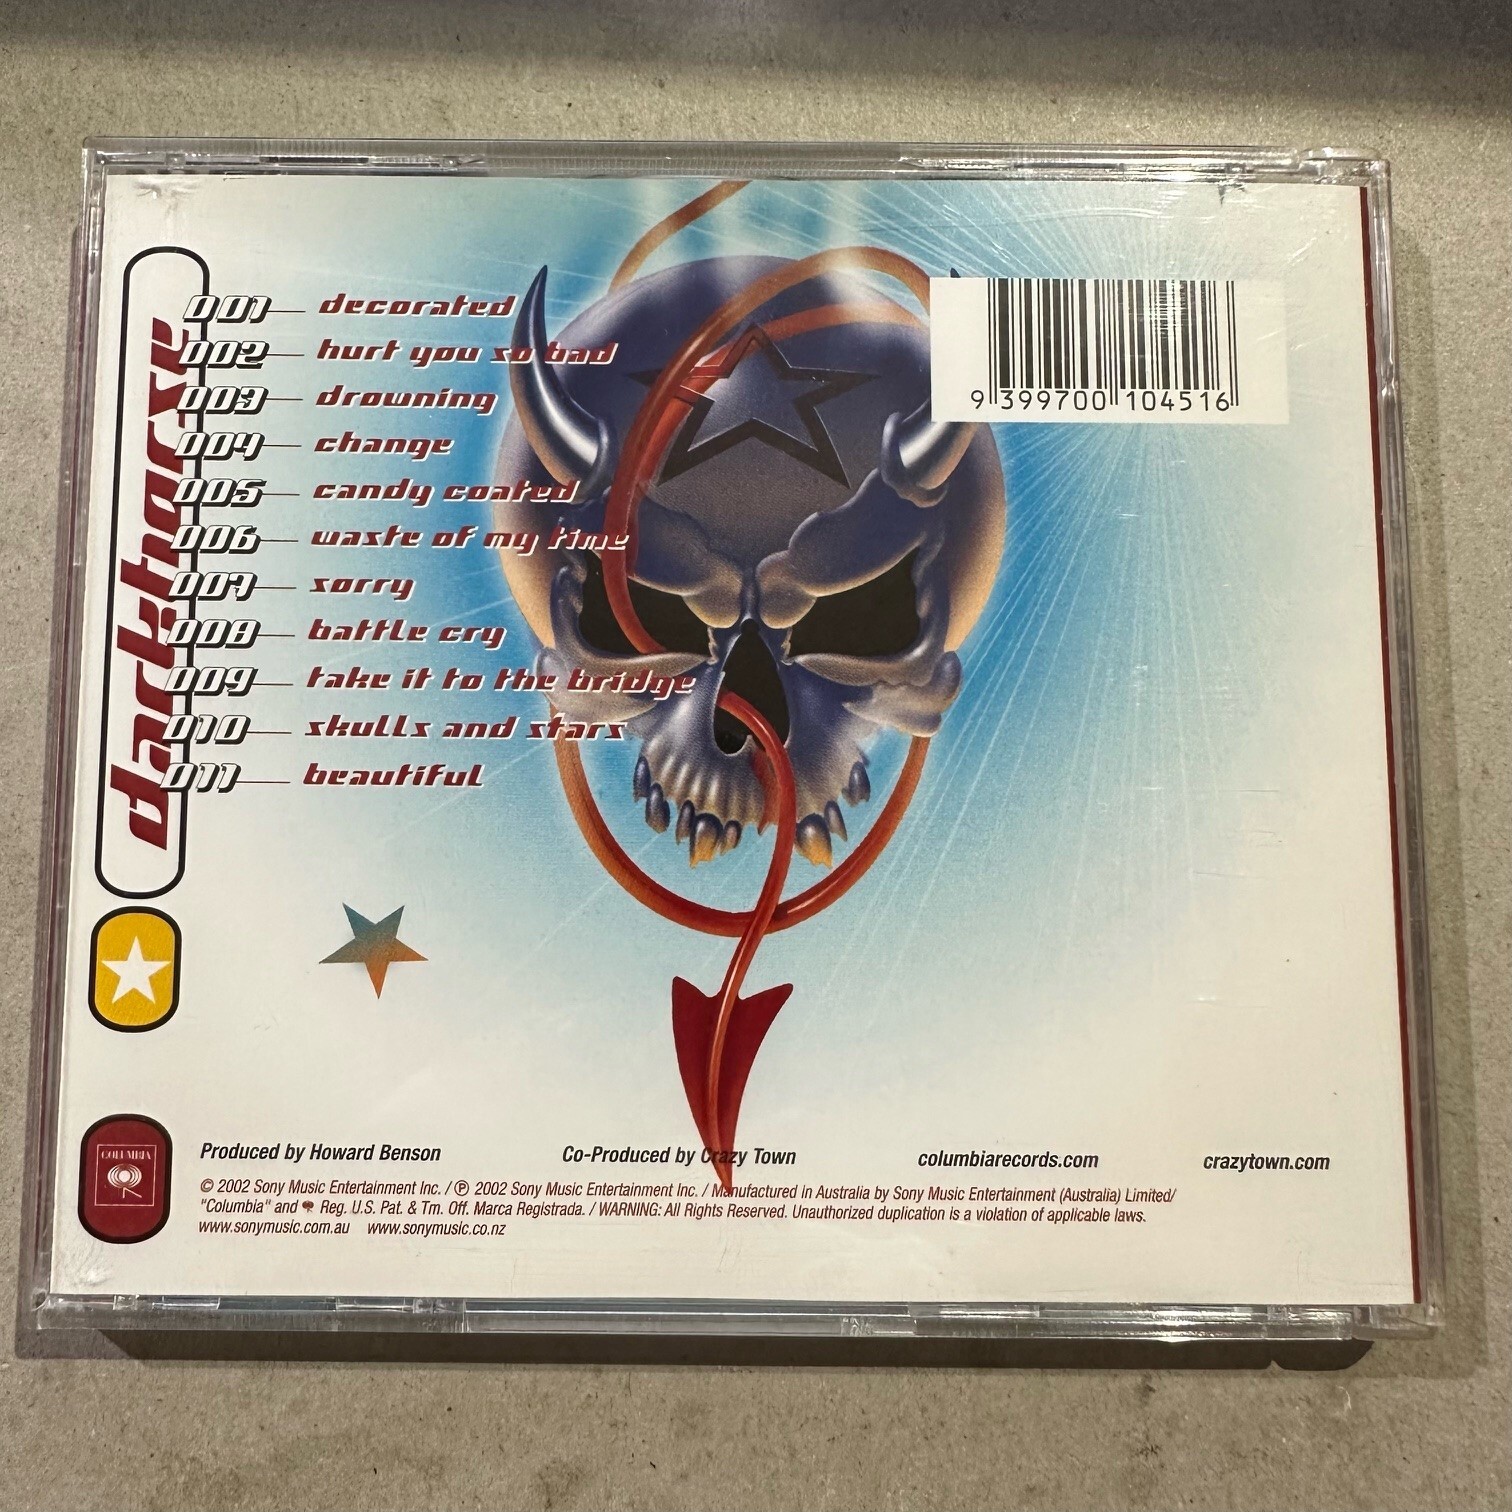 darkhorse
001 decorated
002 hurt you so bad
003 drowning
004 change
005 candy coated
006 waste of my time
007 sorry
008 battle cry
009 take it to the bridge
010 skulls and stars
011 beautiful
9 399700 104516
COLUMBIA
Produced by Howard Benson Co-Produced by Crazy Town columbiarecords.com crazytown.com
© 2002 Sony Music Entertainment Inc. / ℗ 2002 Sony Music Entertainment Inc. / Manufactured in Australia by Sony Music Entertainment (Australia) Limited/
"Columbia" and Reg. U.S. Pat. & Tm. Off. Marca Registrada. / WARNING: All Rights Reserved. Unauthorized duplication is a violation of applicable laws.
www.sonymusic.com.au www.sonymusic.co.nz